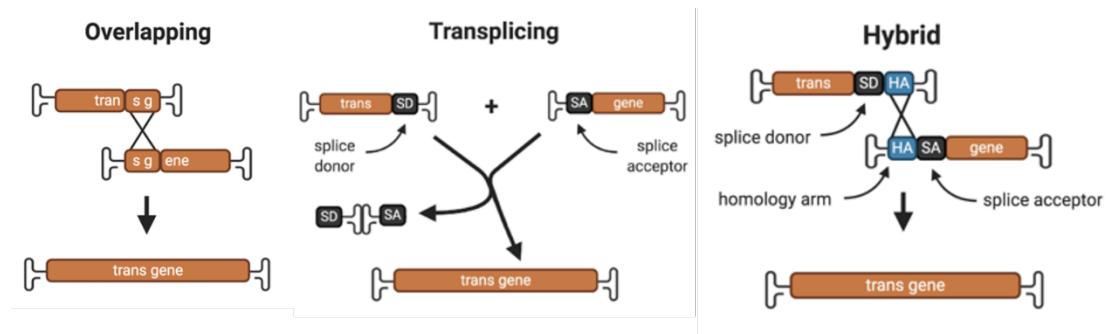 Overlapping
tran s g
s g ene
trans gene
Transplicing
trans SD + SA gene
splice
donor
splice
acceptor
SD SA
trans gene
Hybrid
trans SD HA
splice donor
HA SA gene
homology arm
splice acceptor
trans gene